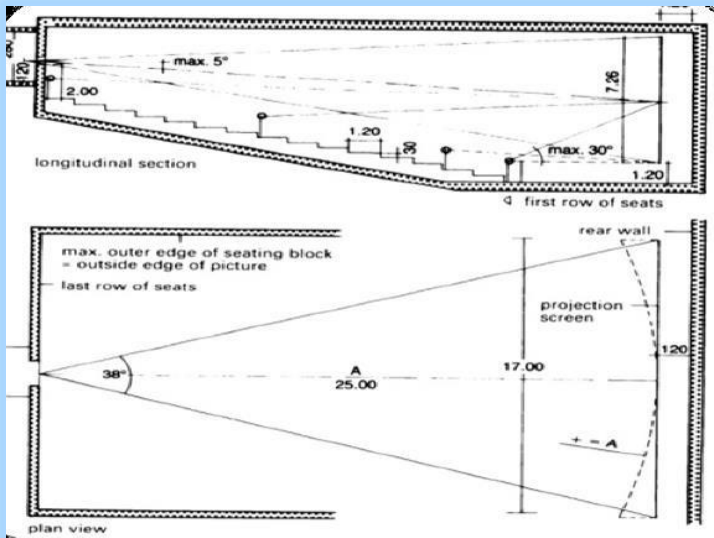 max. 5°
120
2.00
7.26
1.20
30
max. 30°
longitudinal section
1.20
first row of seats
rear wall
max. outer edge of seating block
= outside edge of picture
last row of seats
projection
screen
120
38°
A
25.00
17.00
+ = A
plan view